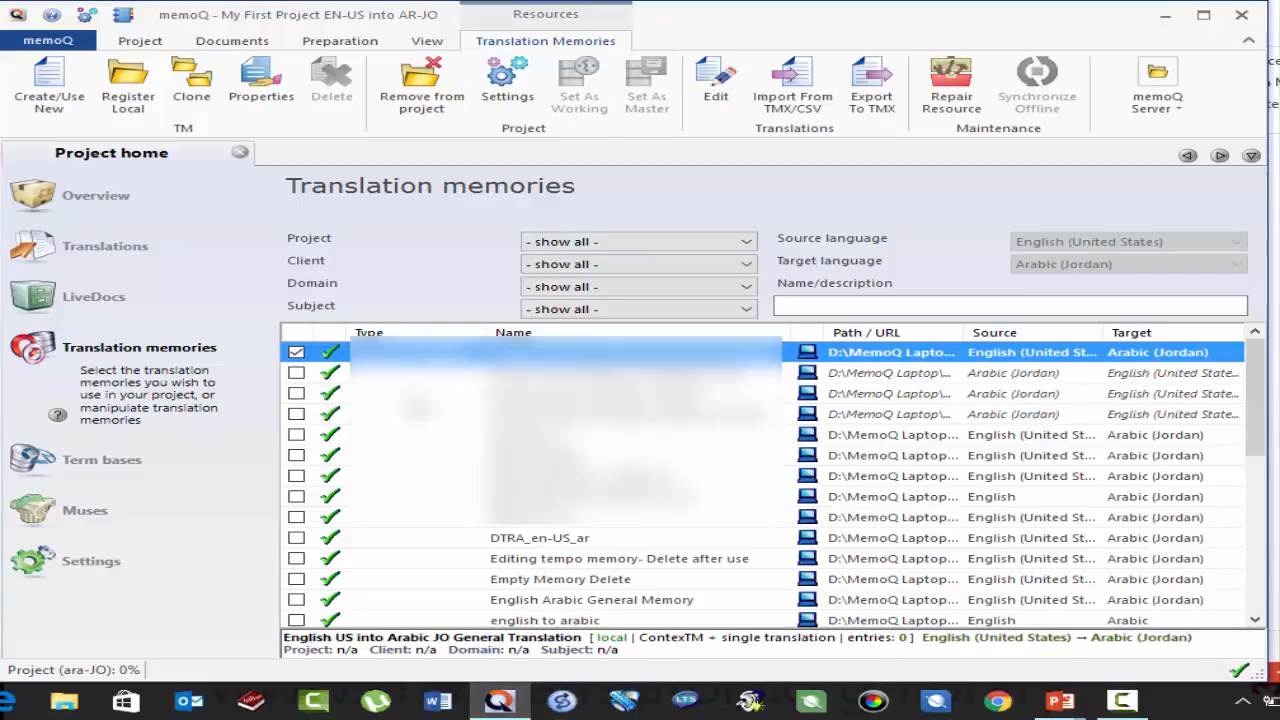 memoQ - My First Project EN-US into AR-JO
Resources
memoQ
Project
Documents
Preparation
View
Translation Memories
Create/Use New
Register Local
Clone
Properties
Delete
Remove from project
Settings
Set As Working
Set As Master
Edit
Import From TMX/CSV
Export To TMX
Repair Resource
Synchronize Offline
memoQ Server
TM
Project
Translations
Maintenance
Project home
Overview
Translations
LiveDocs
Translation memories
Select the translation
memories you wish to
use in your project, or
manipulate translation
memories
Term bases
Muses
Settings
Translation memories
Project - show all - Source language English (United States)
Client - show all - Target language Arabic (Jordan)
Domain - show all - Name/description
Subject - show all -
Type Name Path / URL Source Target
D:\MemoQ Lapto... English (United St... Arabic (Jordan)
D:\MemoQ Laptop\... Arabic (Jordan) English (United State...
D:\MemoQ Laptop\... Arabic (Jordan) English (United State...
D:\MemoQ Laptop\... Arabic (Jordan) English (United State...
D:\MemoQ Laptop... English (United St... Arabic (Jordan)
D:\MemoQ Laptop... English (United St... Arabic (Jordan)
D:\MemoQ Laptop... English (United St... Arabic (Jordan)
D:\MemoQ Laptop... English Arabic (Jordan)
D:\MemoQ Laptop... English (United St... Arabic (Jordan)
DTRA_en-US_ar D:\MemoQ Laptop... English (United St... Arabic
Editing tempo memory- Delete after use D:\MemoQ Laptop... English (United St... Arabic (Jordan)
Empty Memory Delete D:\MemoQ Laptop... English (United St... Arabic (Jordan)
English Arabic General Memory D:\MemoQ Laptop... English (United St... Arabic (Jordan)
english to arabic D:\MemoQ Laptop... English (United St... Arabic
English US into Arabic JO General Translation [ local | ContexTM + single translation | entries: 0 ] English (United States) → Arabic (Jordan)
Project: n/a Client: n/a Domain: n/a Subject: n/a
Project (ara-JO): 0%
LTS